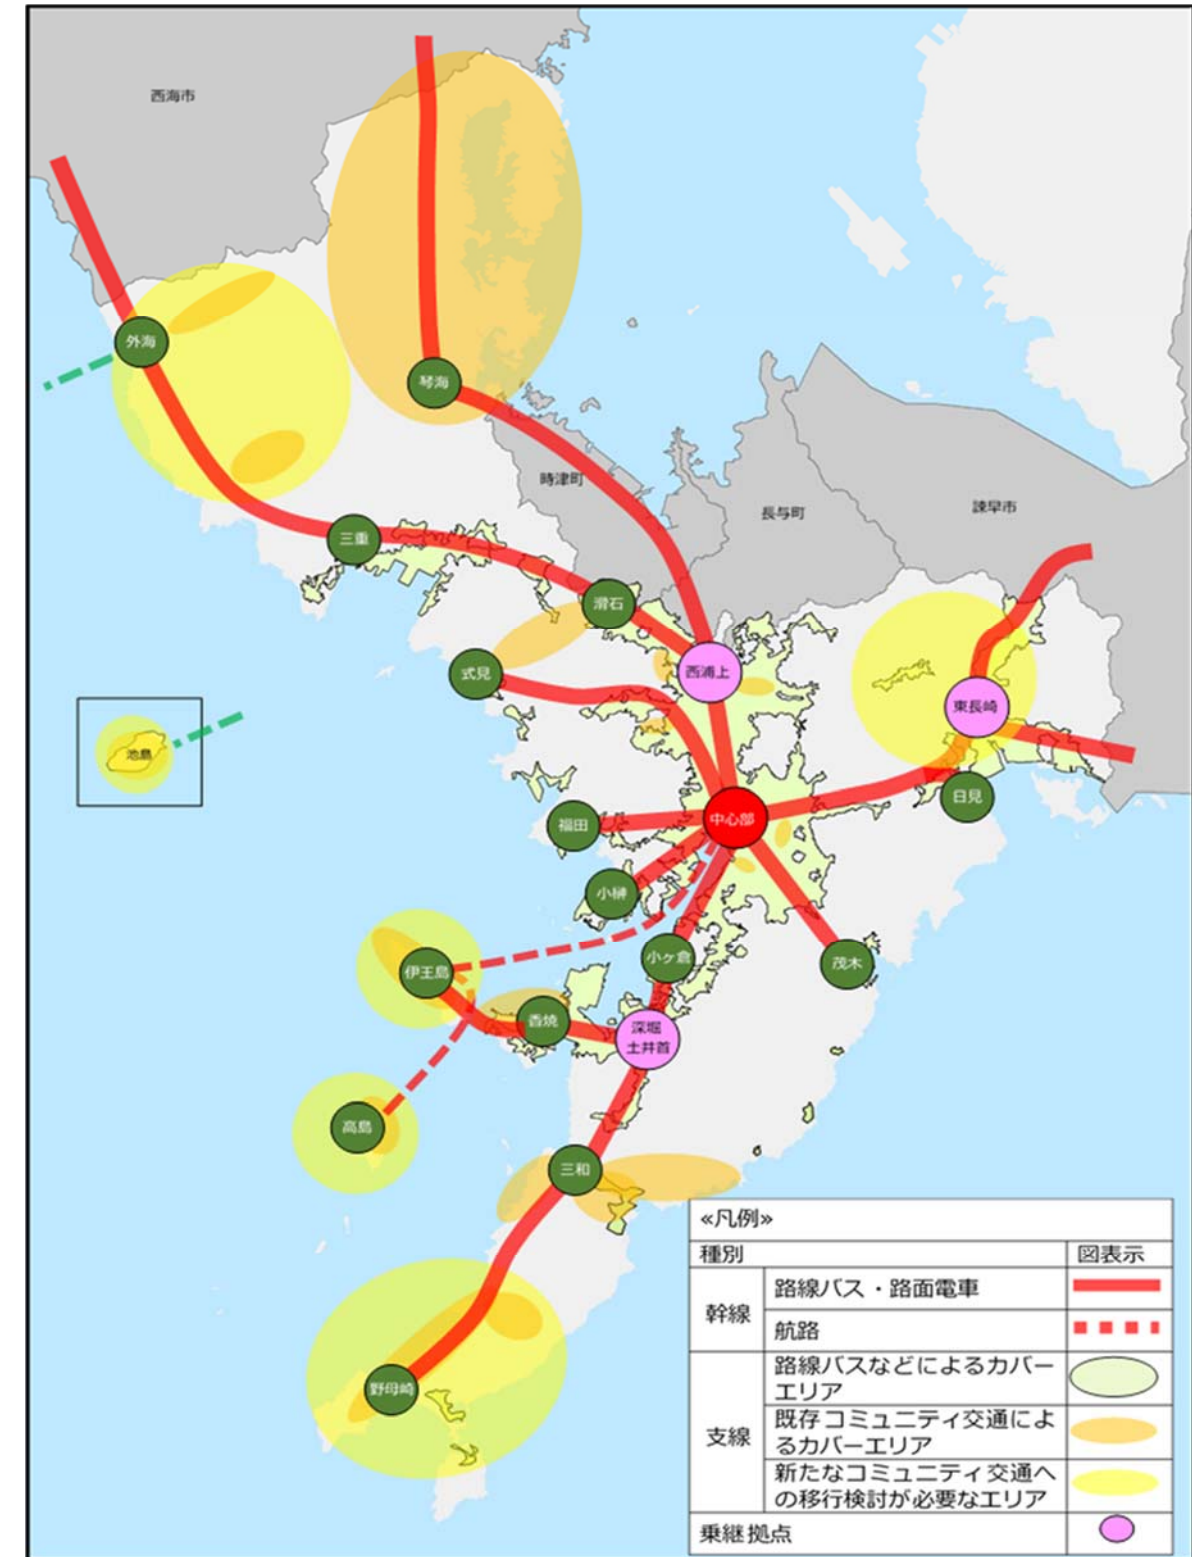 西海市
外海
琴海
時津町
長与町
諫早市
三重
滑石
式見
西浦上
東長崎
池島
日見
中心部
福田
小榊
小ヶ倉
茂木
伊王島
香焼
深堀
土井首
高島
三和
野母崎
≪凡例≫
種別
図表示
幹線
路線バス・路面電車
航路
支線
路線バスなどによるカバー
エリア
既存コミュニティ交通によ
るカバーエリア
新たなコミュニティ交通へ
の移行検討が必要なエリア
乗継拠点